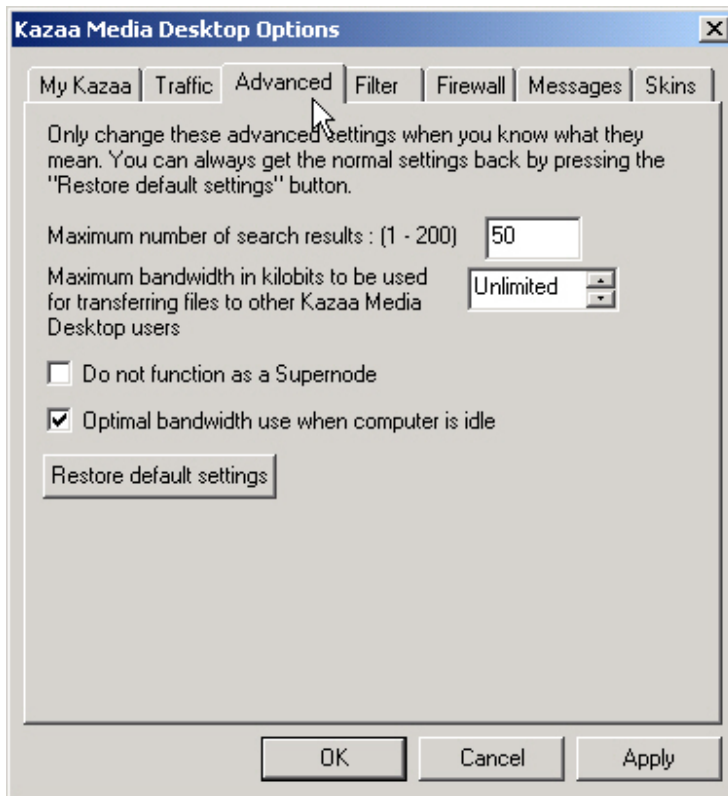 Kazaa Media Desktop Options
My Kazaa Traffic Advanced Filter Firewall Messages Skins
Only change these advanced settings when you know what they
mean. You can always get the normal settings back by pressing the
"Restore default settings" button.
Maximum number of search results : (1 - 200) 50
Maximum bandwidth in kilobits to be used
for transferring files to other Kazaa Media
Desktop users
Unlimited
Do not function as a Supernode
Optimal bandwidth use when computer is idle
Restore default settings
OK Cancel Apply